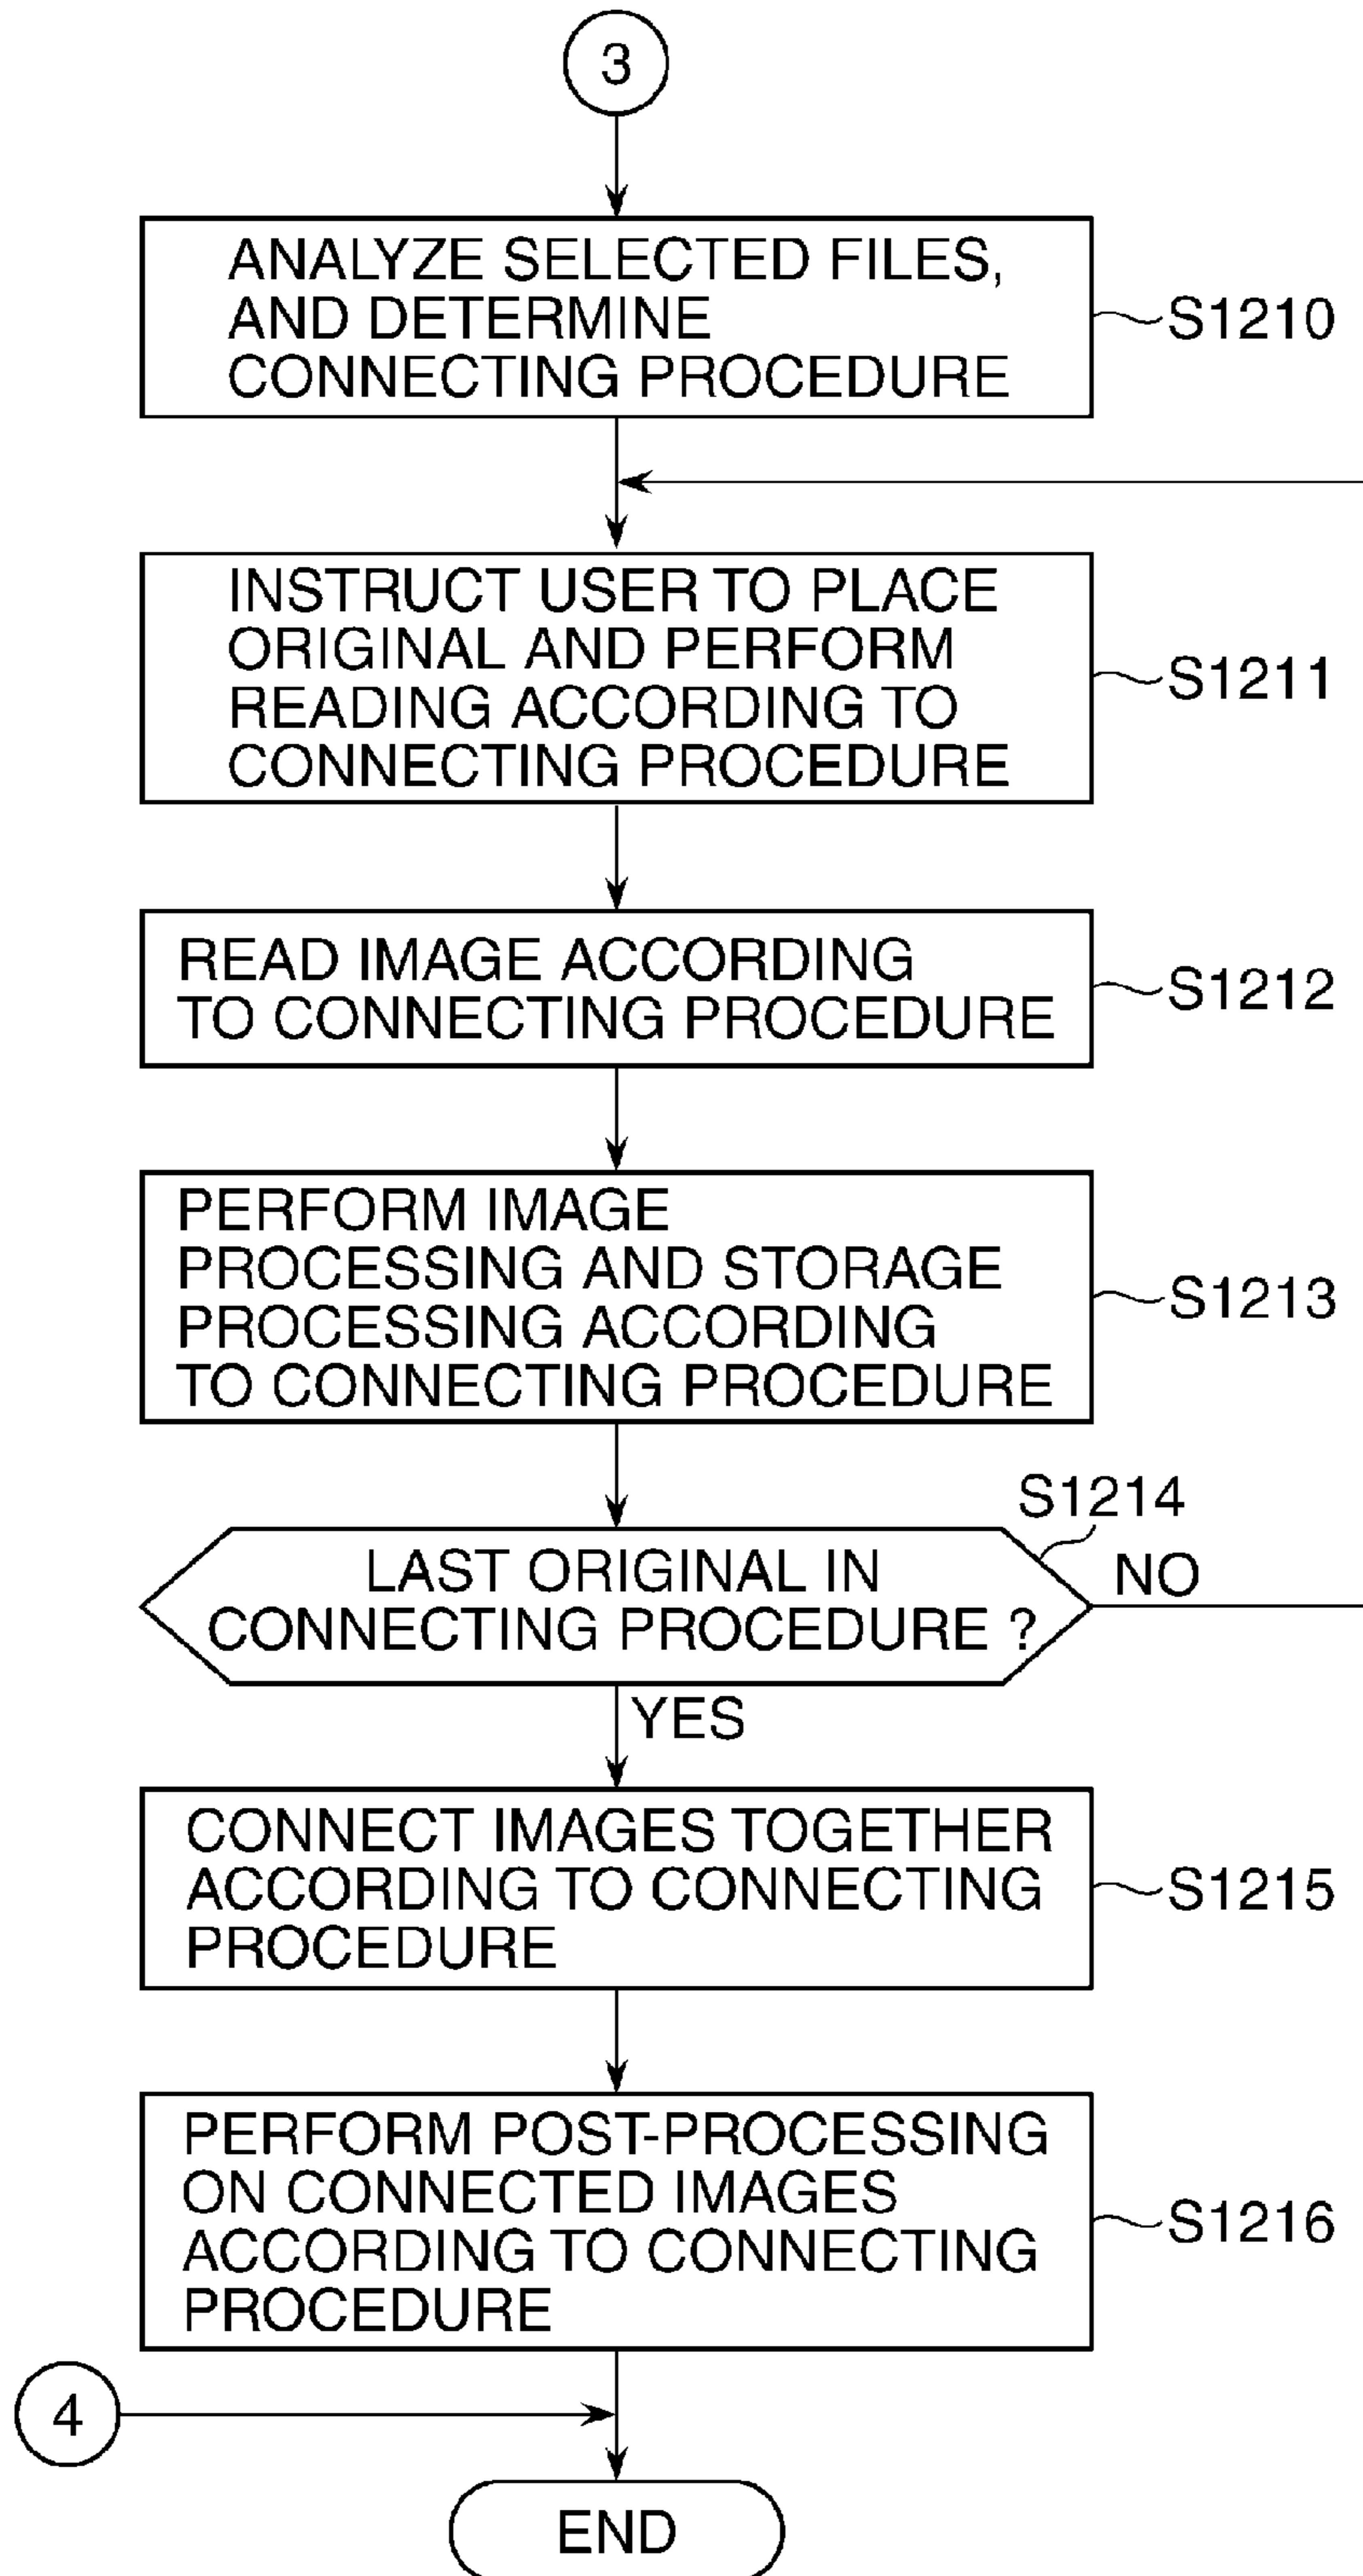 3
ANALYZE SELECTED FILES,
AND DETERMINE
CONNECTING PROCEDURE
S1210
INSTRUCT USER TO PLACE
ORIGINAL AND PERFORM
READING ACCORDING TO
CONNECTING PROCEDURE
S1211
READ IMAGE ACCORDING
TO CONNECTING PROCEDURE
S1212
PERFORM IMAGE
PROCESSING AND STORAGE
PROCESSING ACCORDING
TO CONNECTING PROCEDURE
S1213
S1214
LAST ORIGINAL IN
CONNECTING PROCEDURE ?
NO
YES
CONNECT IMAGES TOGETHER
ACCORDING TO CONNECTING
PROCEDURE
S1215
PERFORM POST-PROCESSING
ON CONNECTED IMAGES
ACCORDING TO CONNECTING
PROCEDURE
S1216
4
END